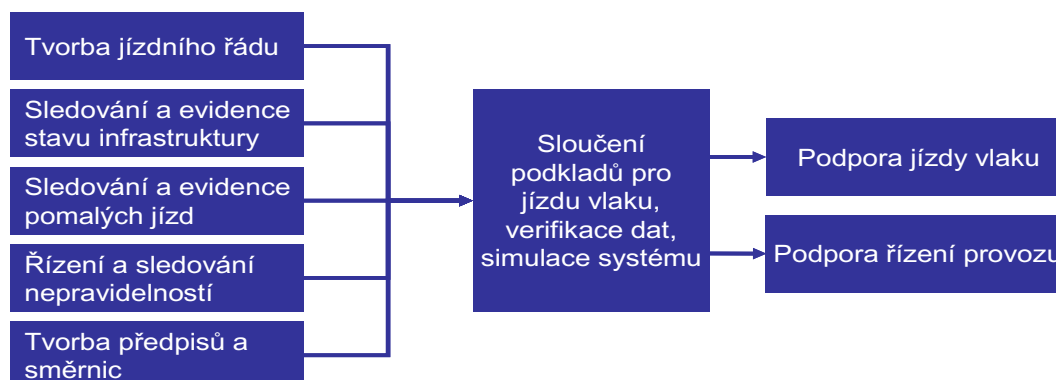 Tvorba jízdního řádu
Sledování a evidence
stavu infrastruktury
Sledování a evidence
pomalých jízd
Řízení a sledování
nepravidelností
Tvorba předpisů a
směrnic
Sloučení
podkladů pro
jízdu vlaku,
verifikace dat,
simulace systému
Podpora jízdy vlaku
Podpora řízení provozu